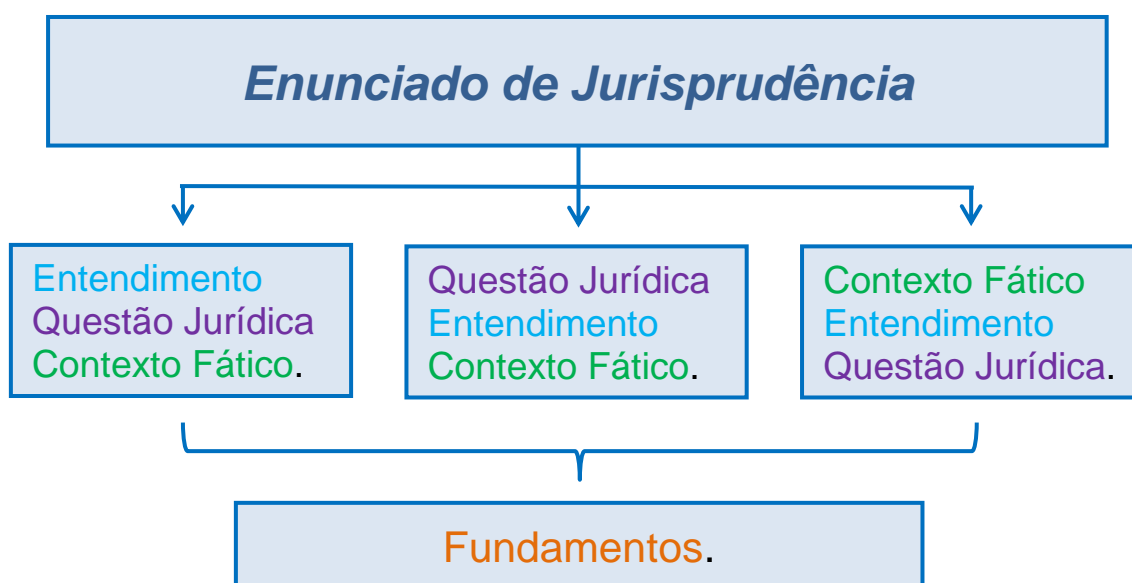 Enunciado de Jurisprudência
Entendimento
Questão Jurídica
Contexto Fático.
Questão Jurídica
Entendimento
Contexto Fático.
Contexto Fático
Entendimento
Questão Jurídica.
Fundamentos.